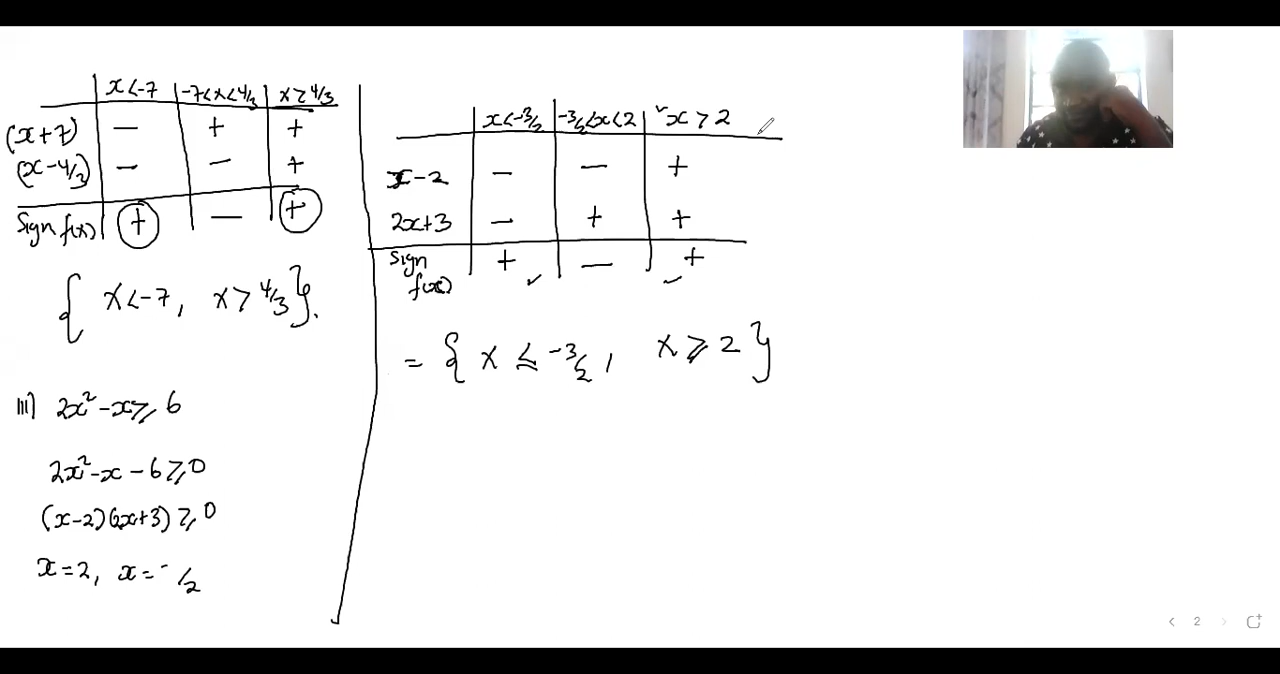 x<-7 -7<x<4/3 x>4/3
(x+7) − + +
(x-4/3) − − +
Sign f(x) + − +
{ x<-7, x>4/3}.
III) 2x²-x≥6
2x²-x-6≥0
(x-2)(2x+3)≥0
x=2, x=-/2
x<-3/2 -3/2<x<2 x>2
x-2 − − +
2x+3 − + +
Sign f(x) + ✓ − ✓ +
= { x ≤ -3/2, x ≥ 2 }
< 2 >